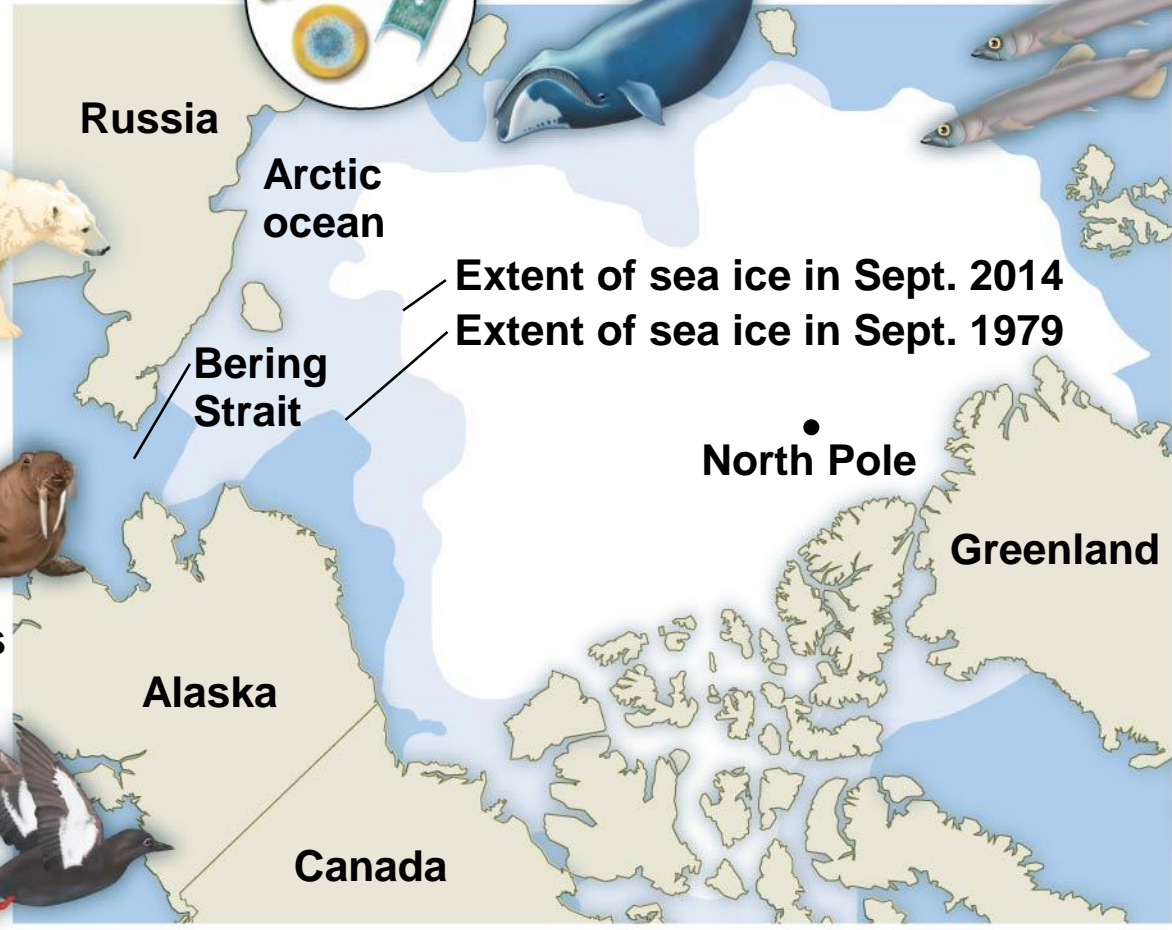 Russia
Arctic
ocean
Extent of sea ice in Sept. 2014
Extent of sea ice in Sept. 1979
Bering
Strait
North Pole
Greenland
s
Alaska
Canada